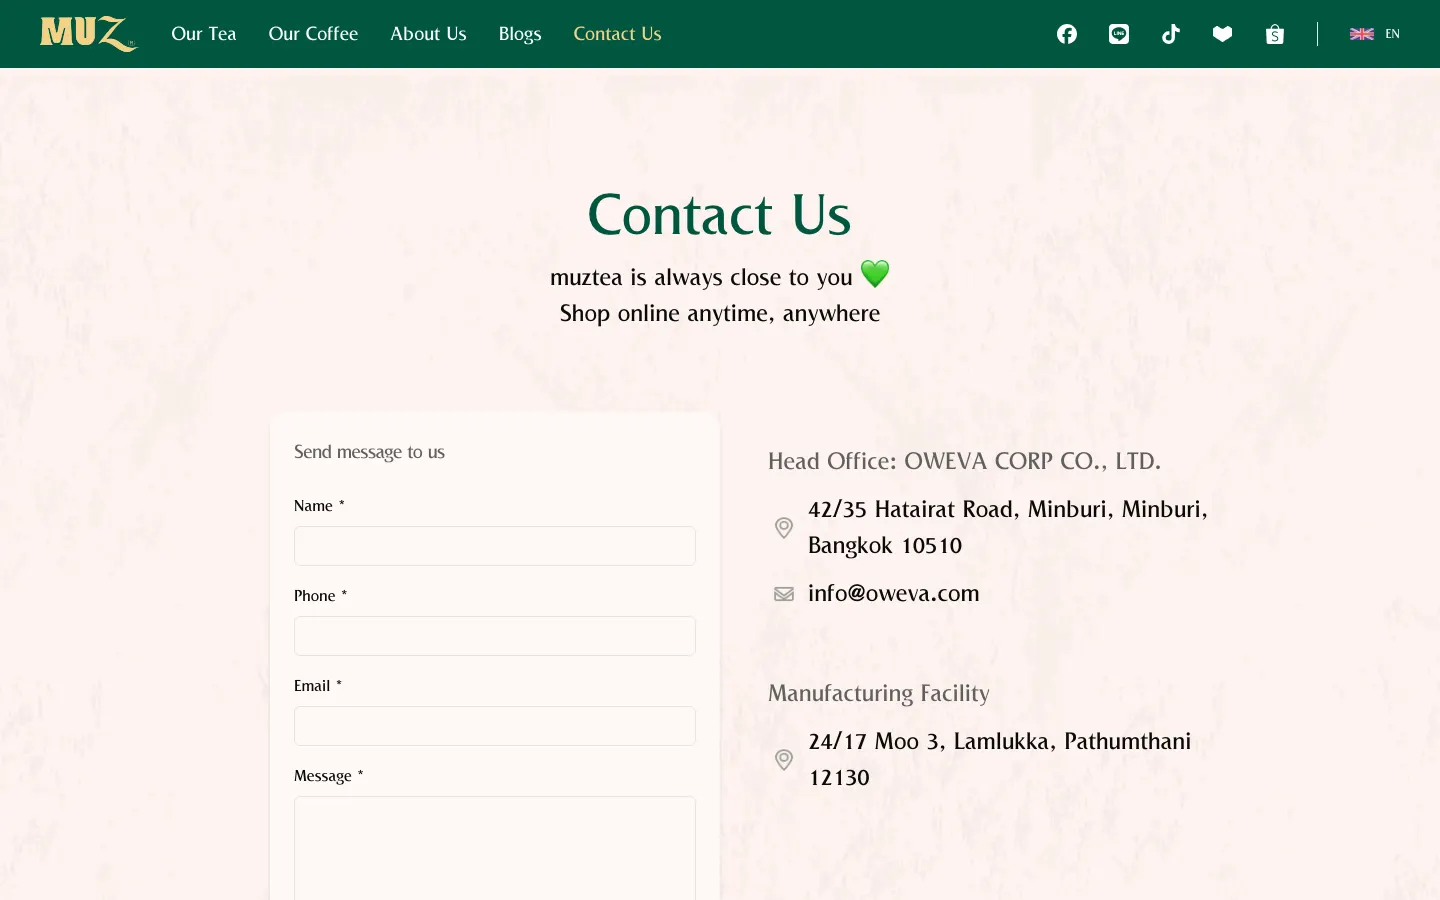 MUZ
Our Tea
Our Coffee
About Us
Blogs
Contact Us
LINE
S
EN
Contact Us
muztea is always close to you 💚
Shop online anytime, anywhere
Send message to us
Name *
Phone *
Email *
Message *
Head Office: OWEVA CORP CO., LTD.
42/35 Hatairat Road, Minburi, Minburi,
Bangkok 10510
info@oweva.com
Manufacturing Facility
24/17 Moo 3, Lamlukka, Pathumthani
12130